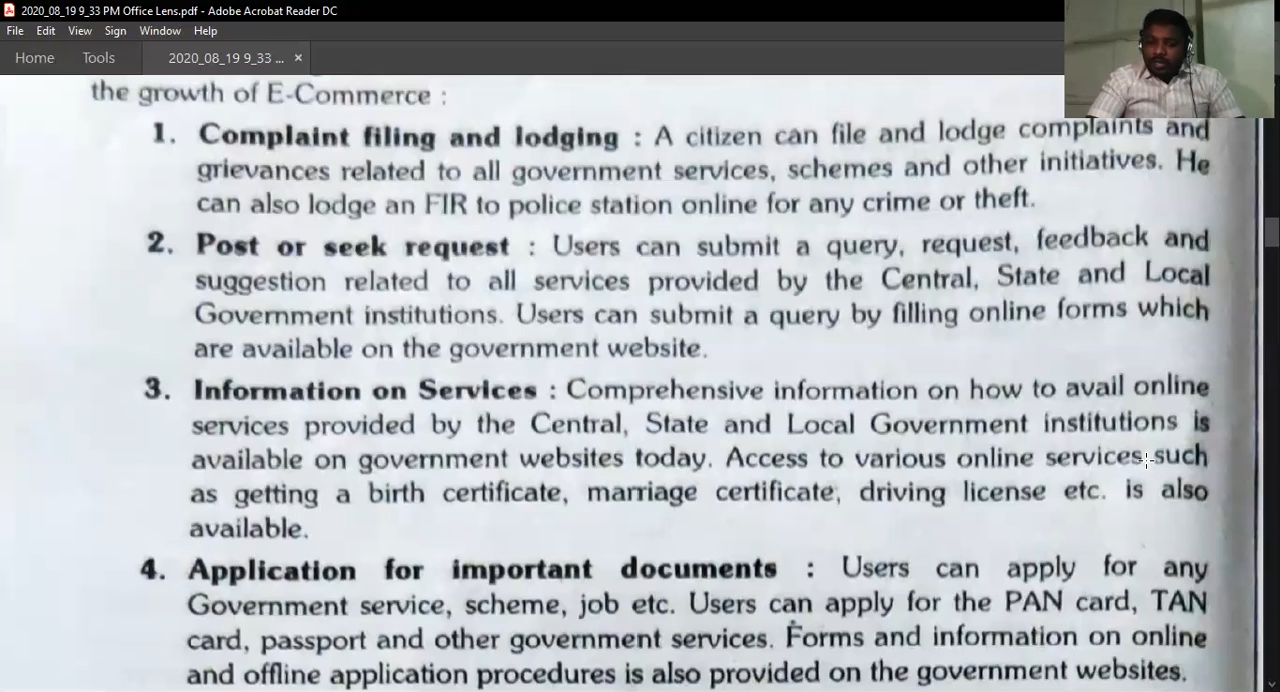 2020_08_19 9_33 PM Office Lens.pdf - Adobe Acrobat Reader DC
File Edit View Sign Window Help
Home Tools 2020_08_19 9_33 ... ×
the growth of E-Commerce :
1. Complaint filing and lodging : A citizen can file and lodge complaints and
grievances related to all government services, schemes and other initiatives. He
can also lodge an FIR to police station online for any crime or theft.
2. Post or seek request : Users can submit a query, request, feedback and
suggestion related to all services provided by the Central, State and Local
Government institutions. Users can submit a query by filling online forms which
are available on the government website.
3. Information on Services : Comprehensive information on how to avail online
services provided by the Central, State and Local Government institutions is
available on government websites today. Access to various online services such
as getting a birth certificate, marriage certificate, driving license etc. is also
available.
4. Application for important documents : Users can apply for any
Government service, scheme, job etc. Users can apply for the PAN card, TAN
card, passport and other government services. Forms and information on online
and offline application procedures is also provided on the government websites.